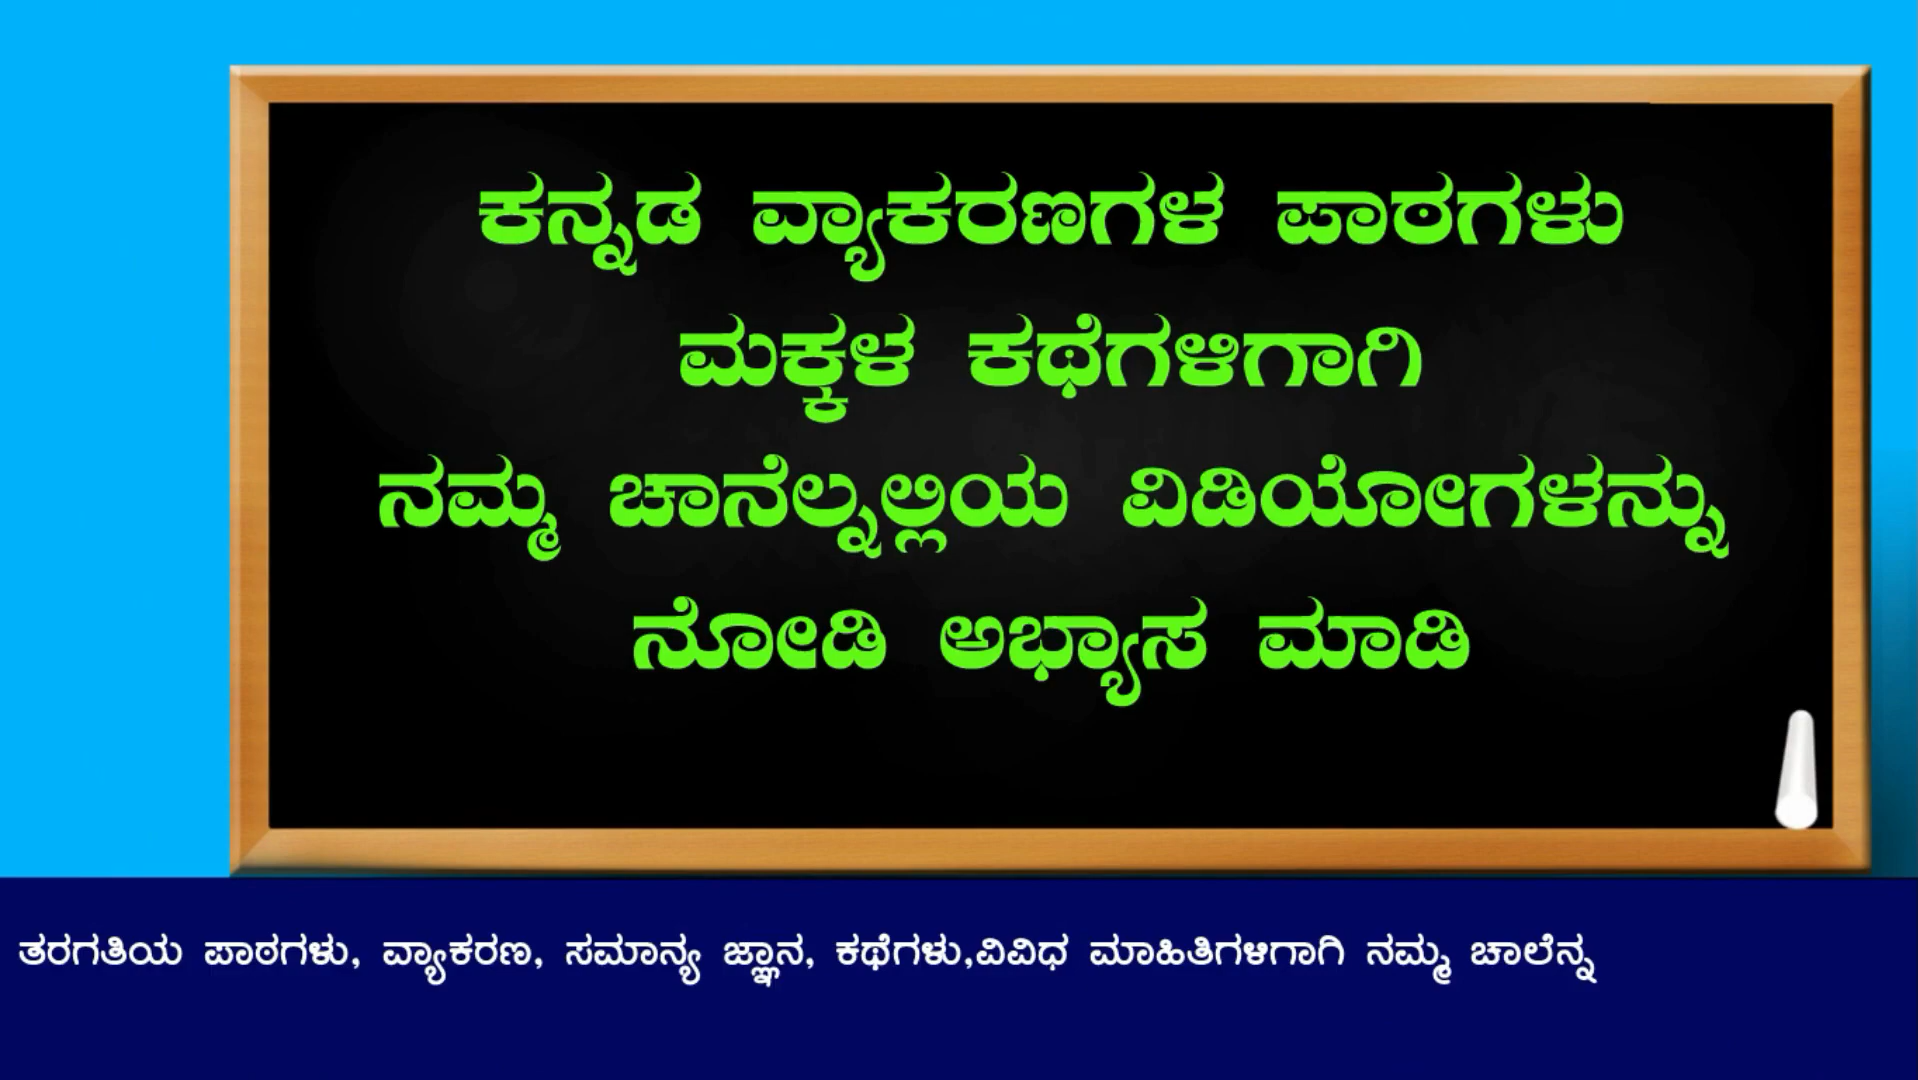 ಕನ್ನಡ ವ್ಯಾಕರಣಗಳ ಪಾಠಗಳು
ಮಕ್ಕಳ ಕಥೆಗಳಿಗಾಗಿ
ನಮ್ಮ ಚಾನೆಲ್ನಲ್ಲಿಯ ವಿಡಿಯೋಗಳನ್ನು
ನೋಡಿ ಅಭ್ಯಾಸ ಮಾಡಿ
ತರಗತಿಯ ಪಾಠಗಳು, ವ್ಯಾಕರಣ, ಸಮಾನ್ಯ ಜ್ಞಾನ, ಕಥೆಗಳು,ವಿವಿಧ ಮಾಹಿತಿಗಳಿಗಾಗಿ ನಮ್ಮ ಚಾಲೆನ್ನ